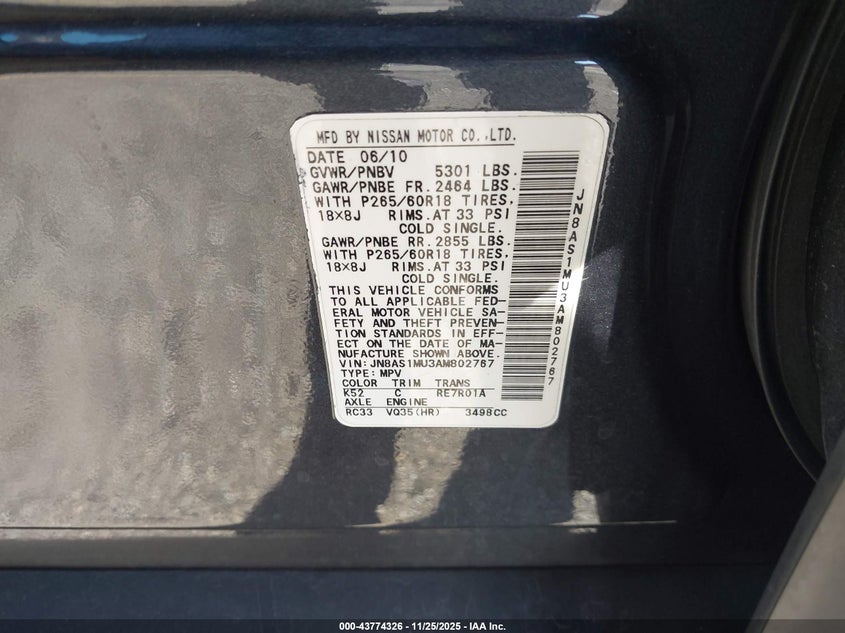 MFD BY NISSAN MOTOR CO.,LTD.
DATE 06/10
GVWR/PNBV 5301 LBS.
GAWR/PNBE FR. 2464 LBS.
WITH P265/60R18 TIRES,
18×8J RIMS.AT 33 PSI
COLD SINGLE.
GAWR/PNBE RR. 2855 LBS.
WITH P265/60R18 TIRES,
18×8J RIMS.AT 33 PSI
COLD SINGLE.
THIS VEHICLE CONFORMS
TO ALL APPLICABLE FED-
ERAL MOTOR VEHICLE SA-
FETY AND THEFT PREVEN-
TION STANDARDS IN EFF-
ECT ON THE DATE OF MA-
NUFACTURE SHOWN ABOVE.
VIN:JN8AS1MU3AM802767
TYPE:MPV
COLOR TRIM TRANS
K52 C RE7R01A
AXLE ENGINE
RC33 VQ35(HR) 3498CC
JN8AS1MU3AM802767
000-43774326 - 11/25/2025 - IAA Inc.